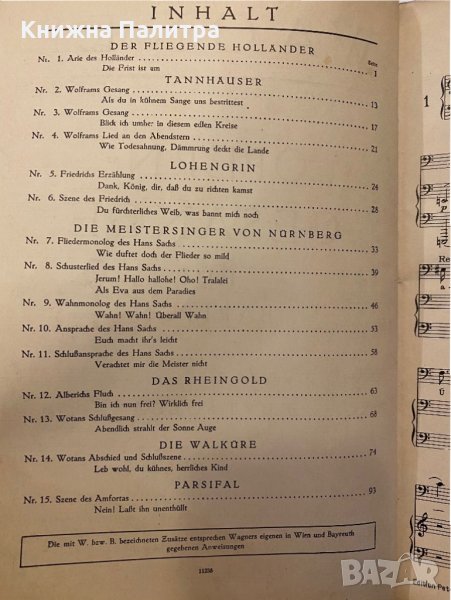 Книжна Палитра
INHALT
DER FLIEGENDE HOLLÄNDER
Seite
Nr. 1. Arie des Holländer 1
Die Frist ist um
TANNHÄUSER
Nr. 2. Wolframs Gesang 13
Als du in kühnem Sange uns bestrittest
Nr. 3. Wolframs Gesang 17
Blick ich umher in diesem edlen Kreise
Nr. 4. Wolframs Lied an den Abendstern 21
Wie Todesahnung, Dämmrung deckt die Lande
LOHENGRIN
Nr. 5. Friedrichs Erzählung 26
Dank, König, dir, daß du zu richten kamst
Nr. 6. Szene des Friedrich 28
Du fürchterliches Weib, was bannt mich noch
DIE MEISTERSINGER VON NÜRNBERG
Nr. 7. Fliedermonolog des Hans Sachs 33
Wie duftet doch der Flieder so mild
Nr. 8. Schusterlied des Hans Sachs 39
Jerum! Hallo hallohe! Oho! Tralalei
Als Eva aus dem Paradies
Nr. 9. Wahnmonolog des Hans Sachs 46
Wahn! Wahn! Überall Wahn
Nr. 10. Ansprache des Hans Sachs 53
Euch macht ihr's leicht
Nr. 11. Schlußansprache des Hans Sachs 58
Verachtet mir die Meister nicht
DAS RHEINGOLD
Nr. 12. Alberichs Fluch 63
Bin ich nun frei? Wirklich frei
Nr. 13. Wotans Schlußgesang 68
Abendlich strahlt der Sonne Auge
DIE WALKÜRE
Nr. 14. Wotans Abschied und Schlußszene 74
Leb wohl, du kühnes, herrliches Kind
PARSIFAL
Nr. 15. Szene des Amfortas 93
Nein! Laßt ihn unenthüllt
Die mit W. bzw. B. bezeichneten Zusätze entsprechen Wagners eigenen in Wien und Bayreuth
gegebenen Anweisungen
11236
1
p
Re
a
Ü
Edition Pet
BAZAR